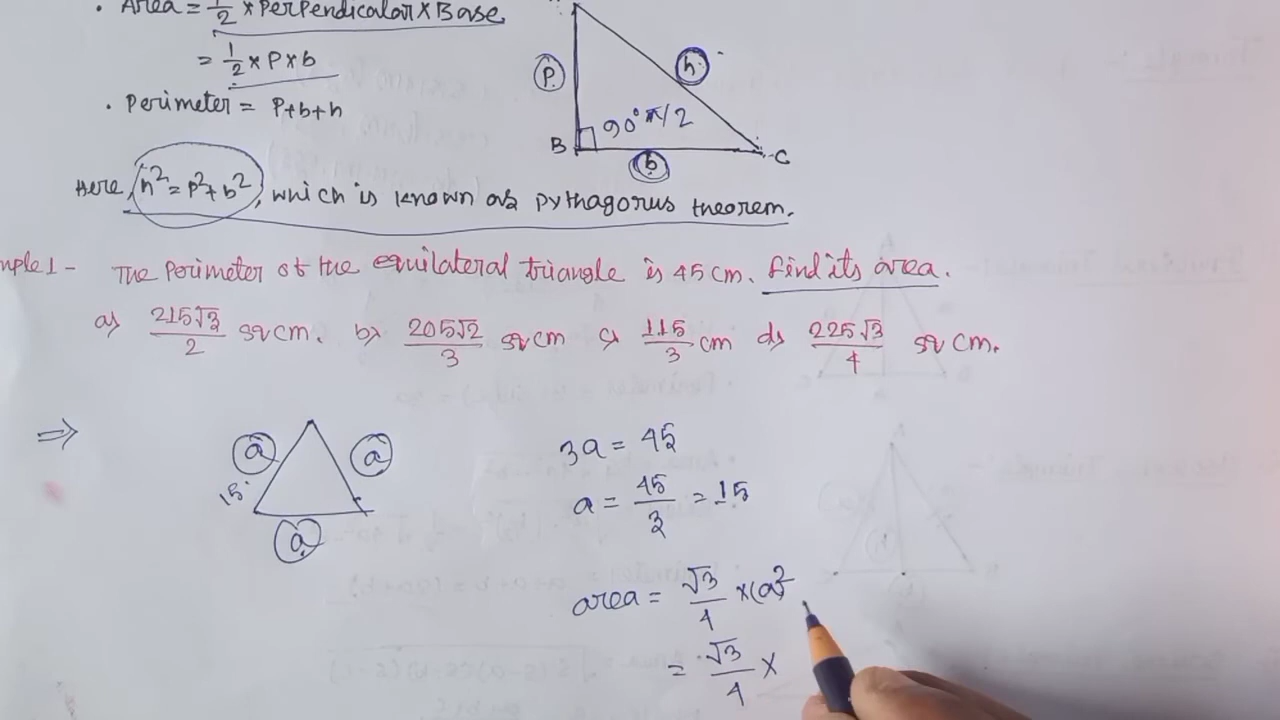 . Area = 1/2 × Perpendicular × Base
= 1/2 × P × b
. Perimeter = P+b+h
P
h
90° π/2
B
b
C
Here, h² = p²+b², which is known as pythagorus theorem.
mple 1 - The perimeter of the equilateral triangle is 45 cm. Find its area.
a) 215√3/2 sq cm. b) 205√2/3 sq cm c) 115/3 cm d) 225√3/4 sq cm.
⇒
a
a
15
a
3a = 45
a = 45/3 = 15
area = √3/4 × (a)²
= √3/4 ×